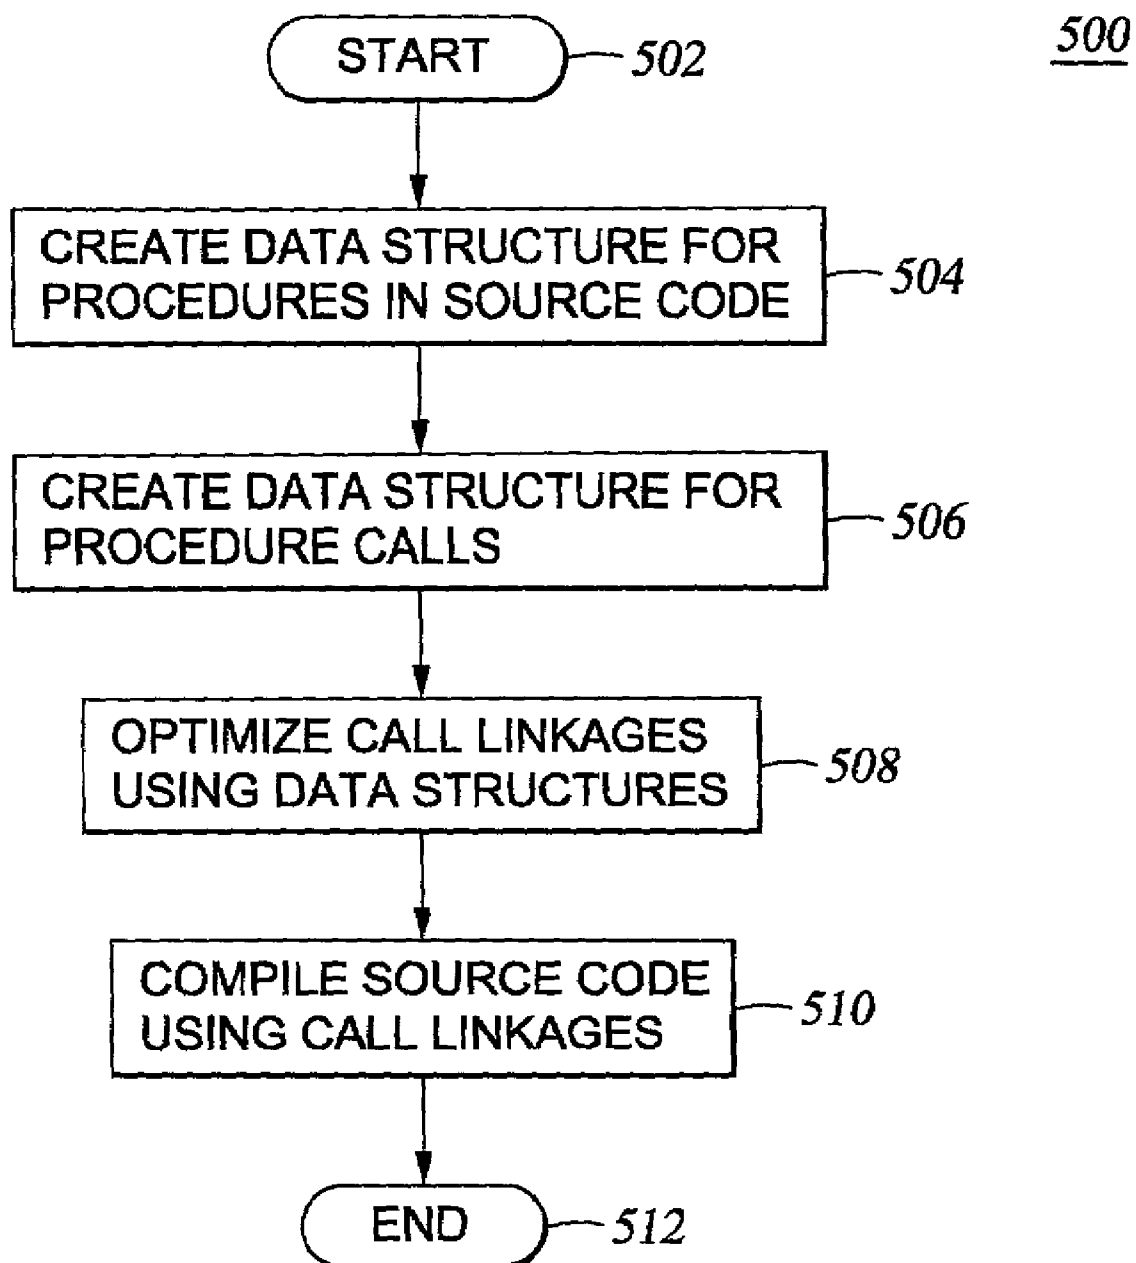 500
START
502
CREATE DATA STRUCTURE FOR
PROCEDURES IN SOURCE CODE
504
CREATE DATA STRUCTURE FOR
PROCEDURE CALLS
506
OPTIMIZE CALL LINKAGES
USING DATA STRUCTURES
508
COMPILE SOURCE CODE
USING CALL LINKAGES
510
END
512